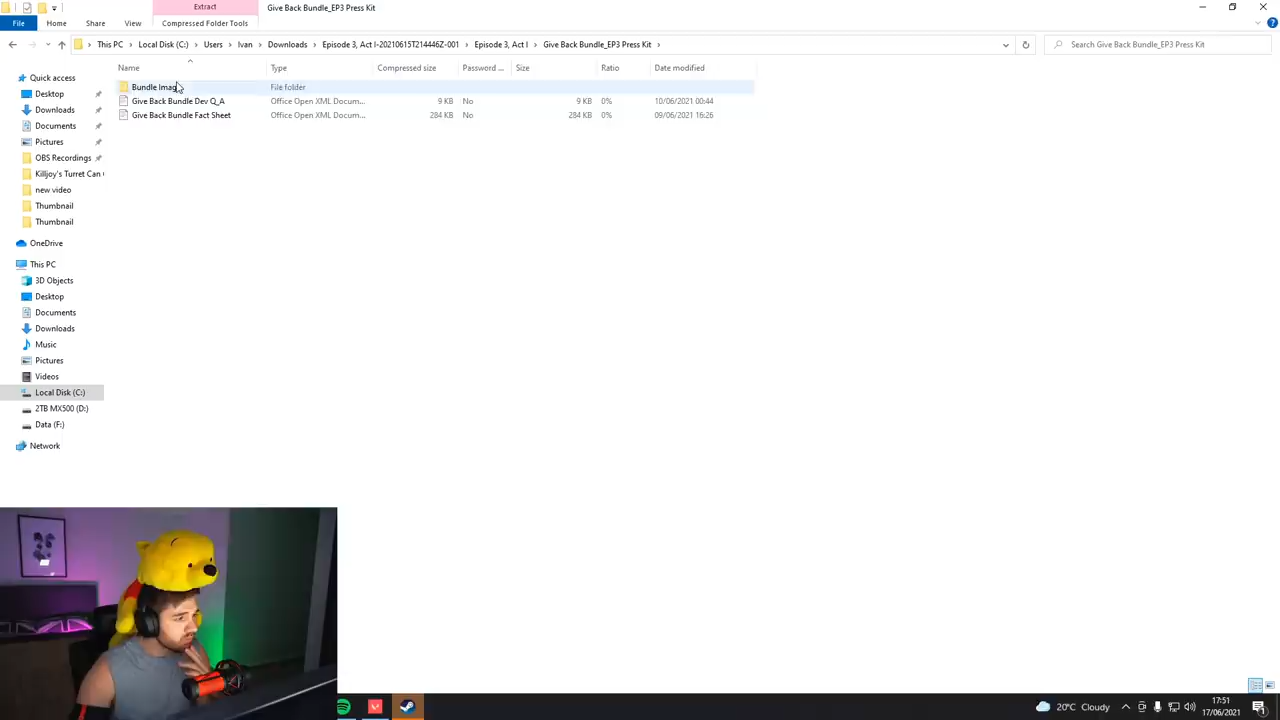 Extract
Give Back Bundle_EP3 Press Kit
File
Home
Share
View
Compressed Folder Tools
This PC
Local Disk (C:)
Users
Ivan
Downloads
Episode 3, Act I-20210615T214446Z-001
Episode 3, Act I
Give Back Bundle_EP3 Press Kit
Search Give Back Bundle_EP3 Press Kit
Name
Type
Compressed size
Password ...
Size
Ratio
Date modified
File folder
Give Back Bundle Dev Q_A
Office Open XML Docum...
9 KB
No
9 KB
0%
10/06/2021 00:44
Give Back Bundle Fact Sheet
Office Open XML Docum...
284 KB
No
284 KB
0%
09/06/2021 16:26
Quick access
Desktop
Downloads
Documents
Pictures
OBS Recordings
Killjoy's Turret Can
new video
Thumbnail
Thumbnail
OneDrive
This PC
3D Objects
Desktop
Documents
Downloads
Music
Pictures
Videos
Local Disk (C:)
2TB MX500 (D:)
Data (F:)
Network
20°C Cloudy
17:51
17/06/2021